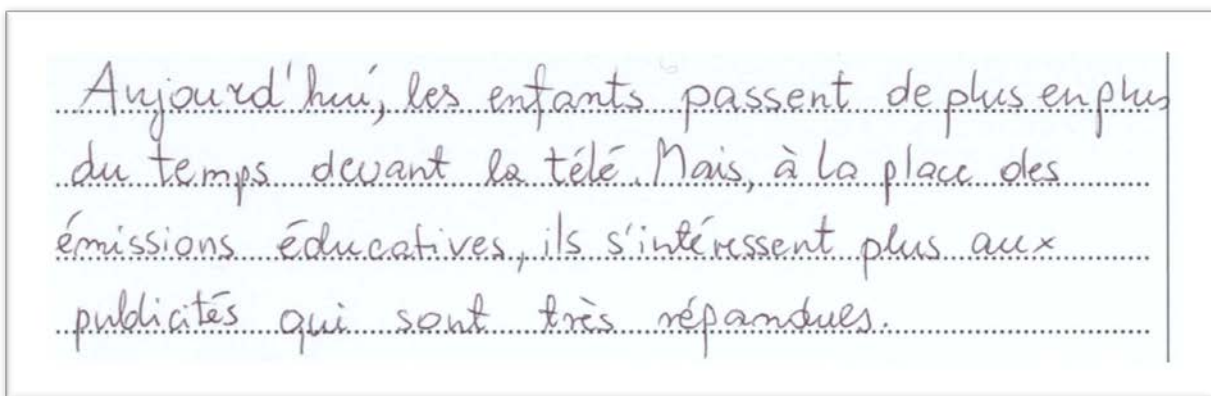 Aujourd'hui, les enfants passent de plus en plus
du temps devant la télé. Mais, à la place des
émissions éducatives, ils s'intéressent plus aux
publicités qui sont très répandues.